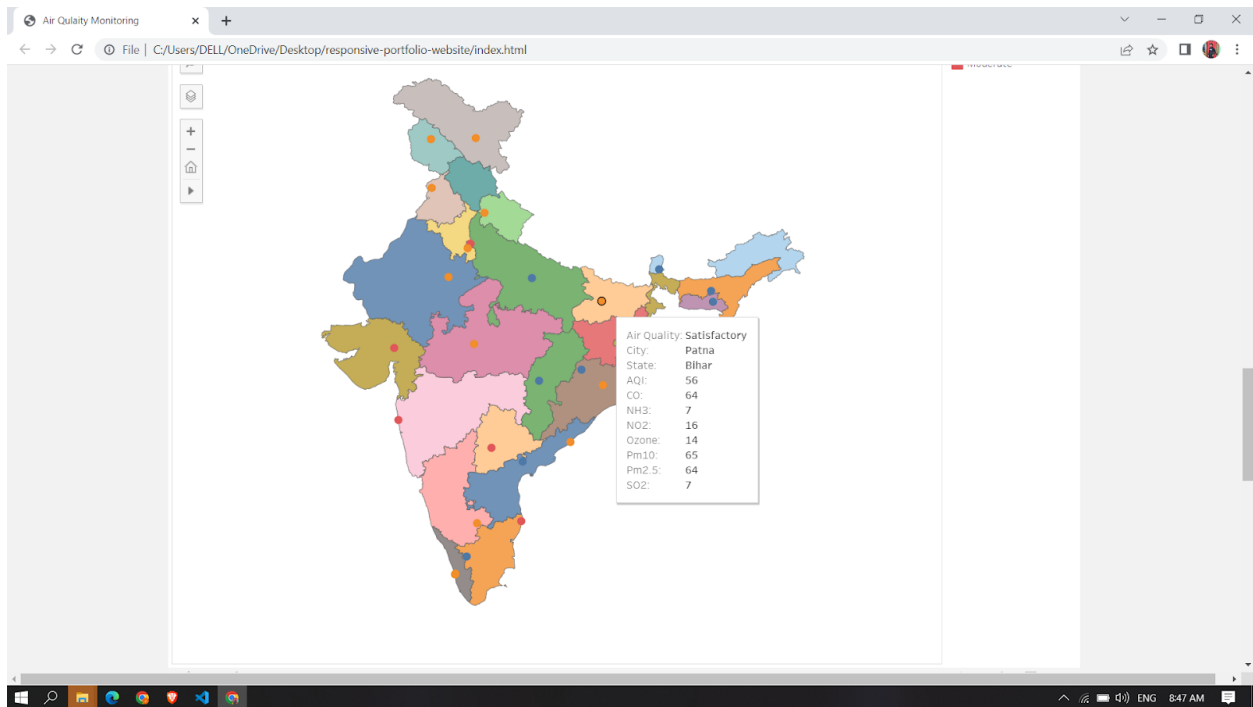 Air Qulaity Monitoring
File | C:/Users/DELL/OneDrive/Desktop/responsive-portfolio-website/index.html
Moderate
Air Quality: Satisfactory
City: Patna
State: Bihar
AQI: 56
CO: 64
NH3: 7
NO2: 16
Ozone: 14
Pm10: 65
Pm2.5: 64
SO2: 7
ENG 8:47 AM